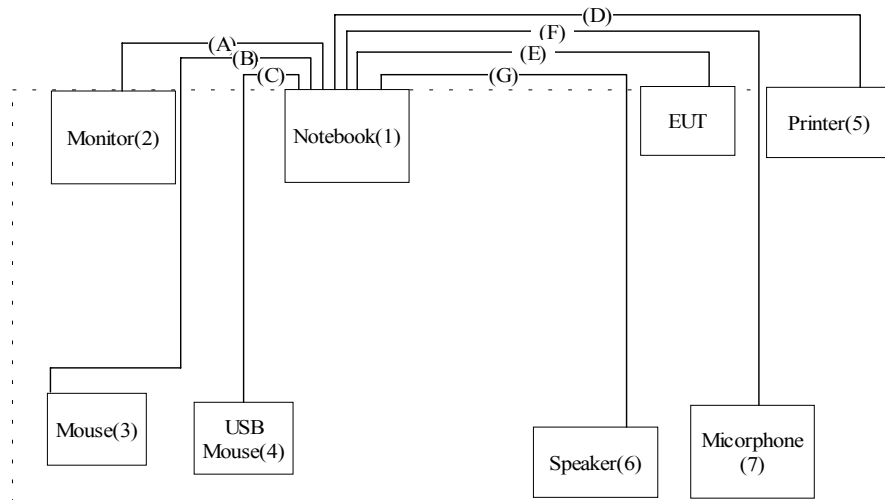 (D)
(A)
(F)
(B)
(E)
(C)
(G)
Monitor(2)
Notebook(1)
EUT
Printer(5)
Mouse(3)
USB
Mouse(4)
Speaker(6)
Micorphone
(7)